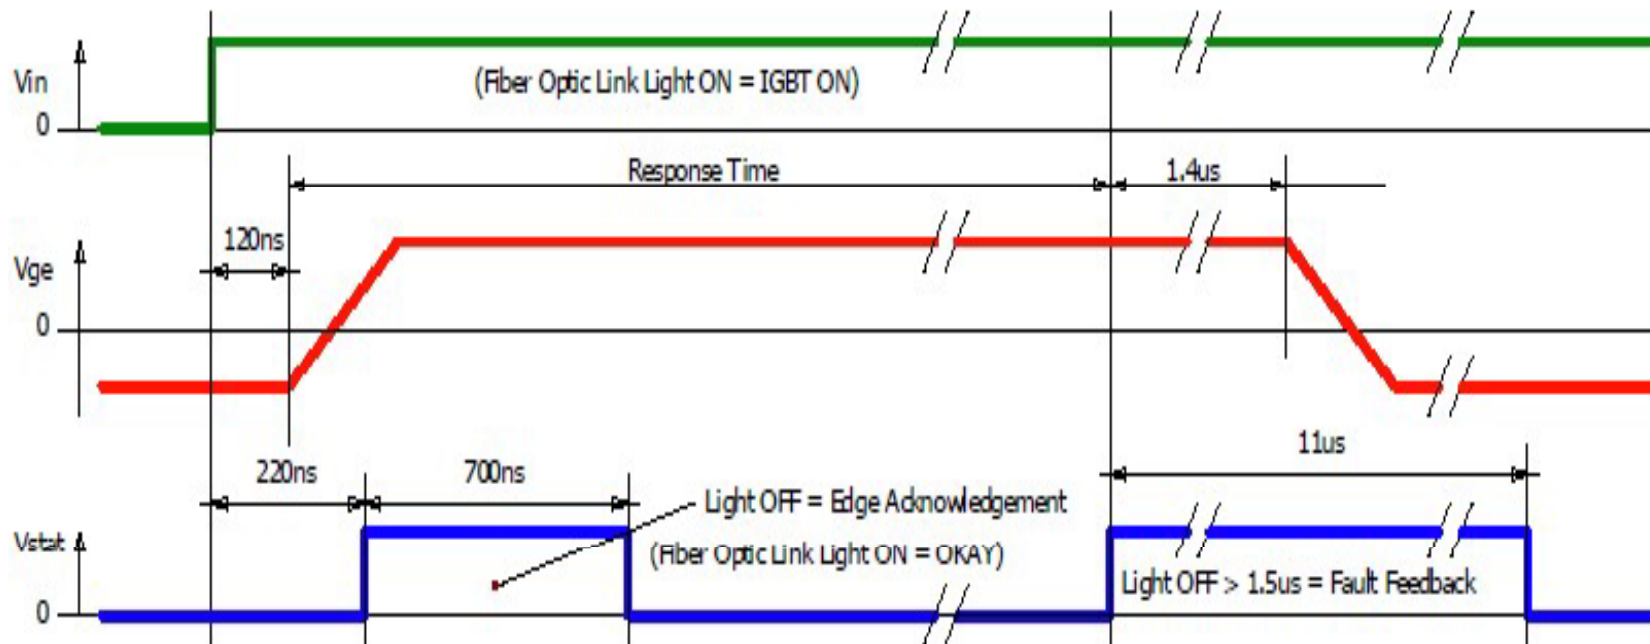 Vin
0
(Fiber Optic Link Light ON = IGBT ON)
Response Time
1.4us
120ns
Vge
0
11us
220ns
700ns
Light OFF = Edge Acknowledgement
(Fiber Optic Link Light ON = OKAY)
Vstat
0
Light OFF > 1.5us = Fault Feedback